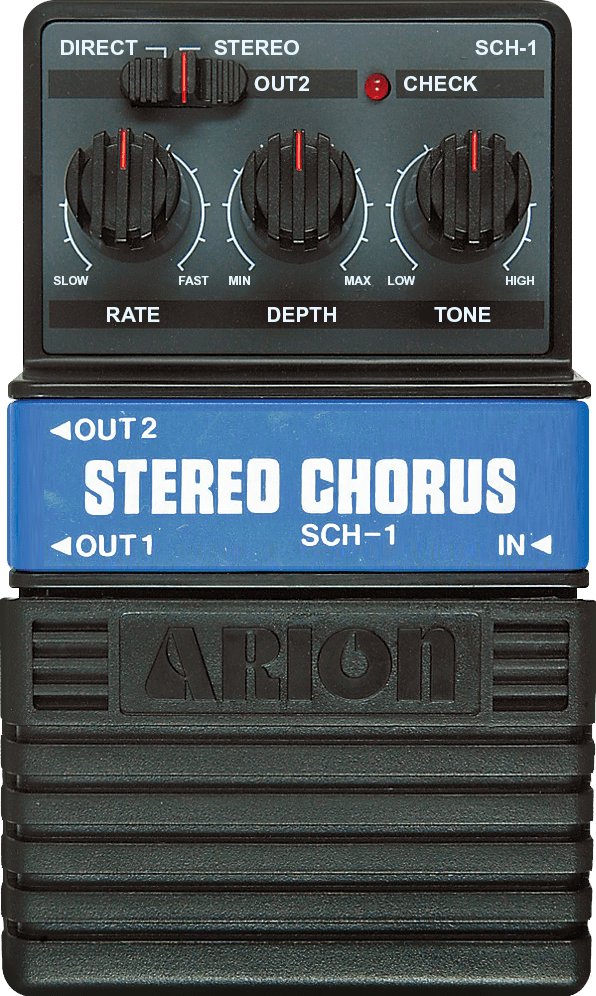 DIRECT STEREO SCH-1
OUT2 CHECK
SLOW FAST MIN MAX LOW HIGH
RATE DEPTH TONE
OUT 2
STEREO CHORUS
SCH-1
OUT 1 IN
ARION